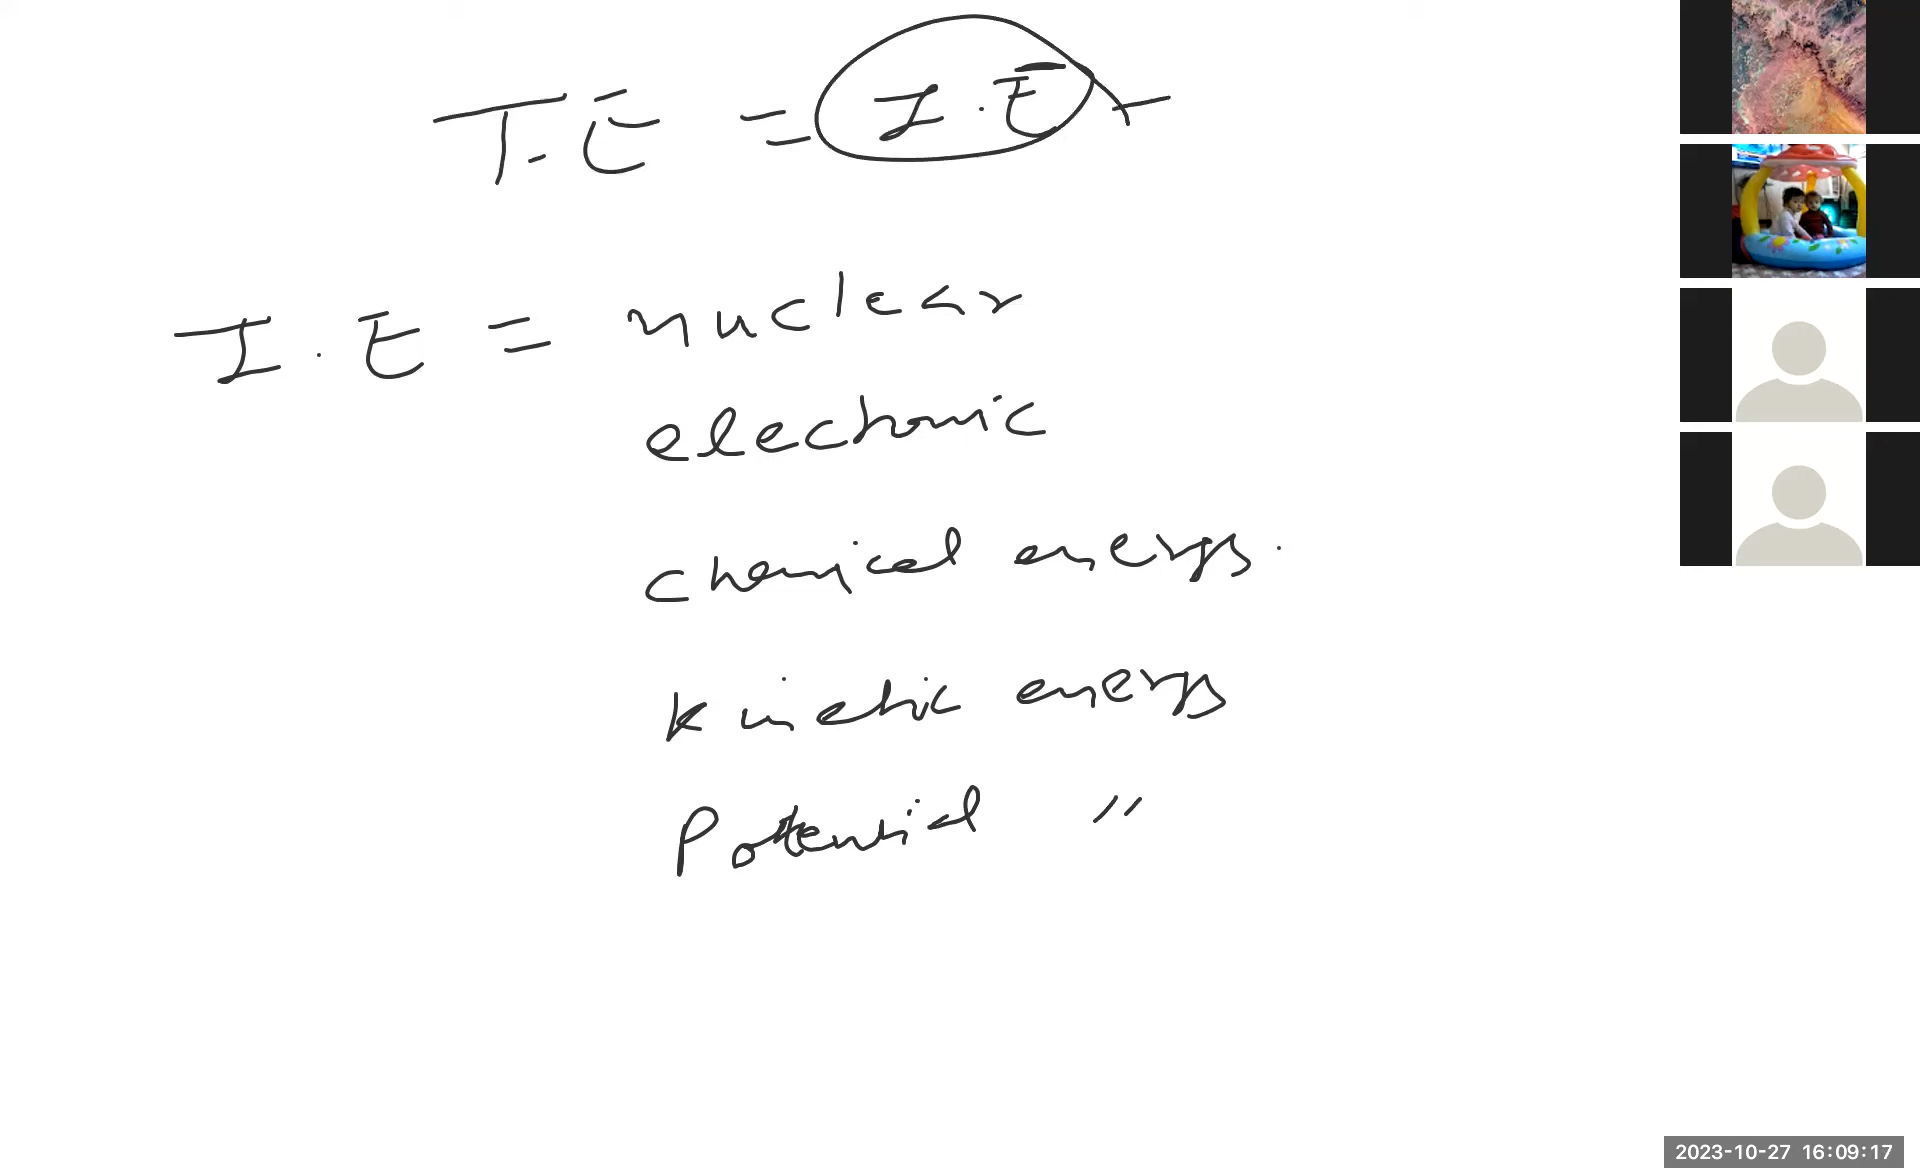 T.E = I.E +
I.E = nuclear
electronic
chemical energy.
kinetic energy
Potential "
2023-10-27 16:09:17